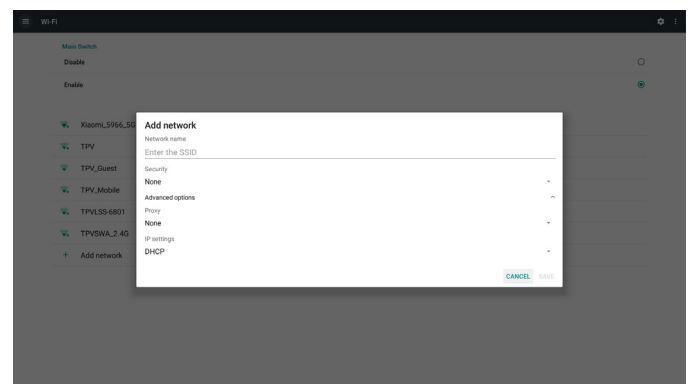 Wi-Fi
Main Switch
Disable
Enable
Xiaomi_5966_5G
TPV
TPV_Guest
TPV_Mobile
TPVLSS-6801
TPVSWA_2.4G
Add network
Add network
Network name
Enter the SSID
Security
None
Advanced options
Proxy
None
IP settings
DHCP
CANCEL SAVE